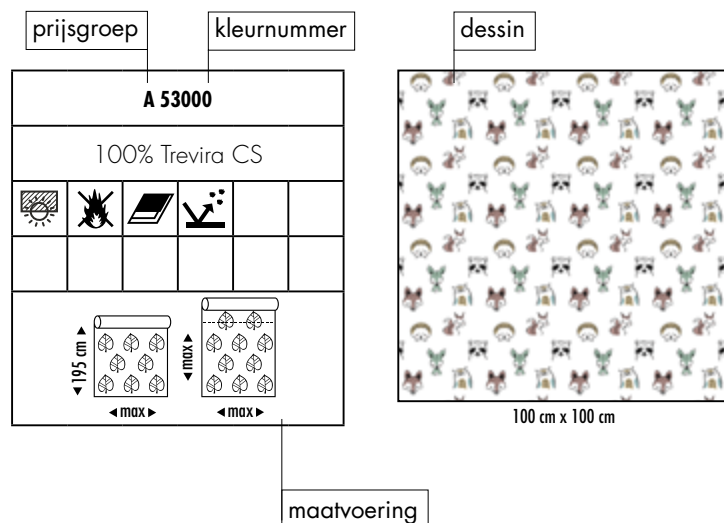 prijsgroep
kleurnummer
dessin
A 53000
100% Trevira CS
195 cm
max
max
max
100 cm x 100 cm
maatvoering